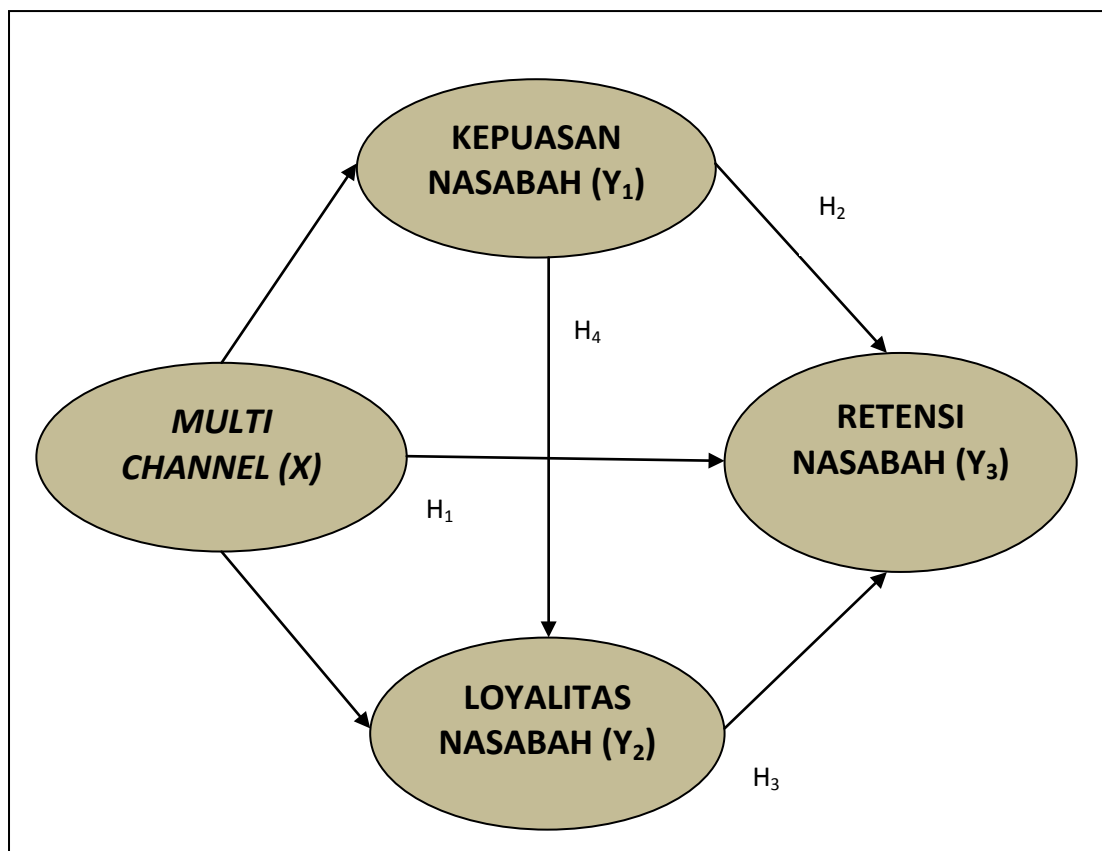 KEPUASAN
NASABAH (Y₁)
H₂
H₄
MULTI
CHANNEL (X)
RETENSI
NASABAH (Y₃)
H₁
LOYALITAS
NASABAH (Y₂)
H₃